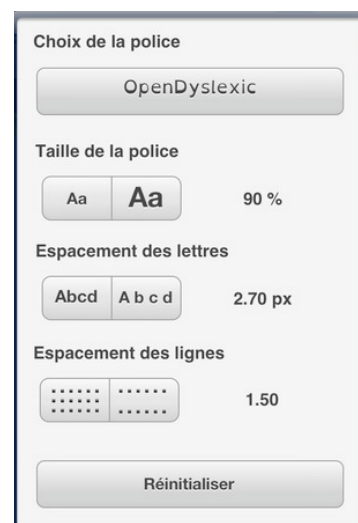 Choix de la police
OpenDyslexic
Taille de la police
Aa Aa 90 %
Espacement des lettres
Abcd A b c d 2.70 px
Espacement des lignes
1.50
Réinitialiser